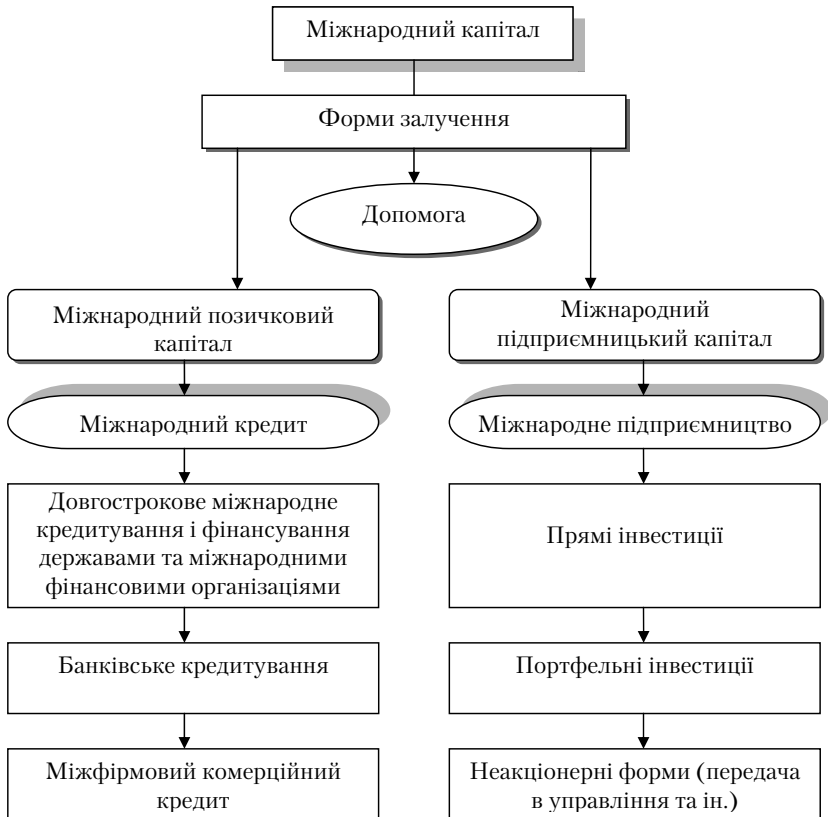 Міжнародний капітал
Форми залучення
Допомога
Міжнародний позичковий
капітал
Міжнародний
підприємницький капітал
Міжнародний кредит
Міжнародне підприємництво
Довгострокове міжнародне
кредитування і фінансування
державами та міжнародними
фінансовими організаціями
Прямі інвестиції
Банківське кредитування
Портфельні інвестиції
Міжфірмовий комерційний
кредит
Неакціонерні форми (передача
в управління та ін.)